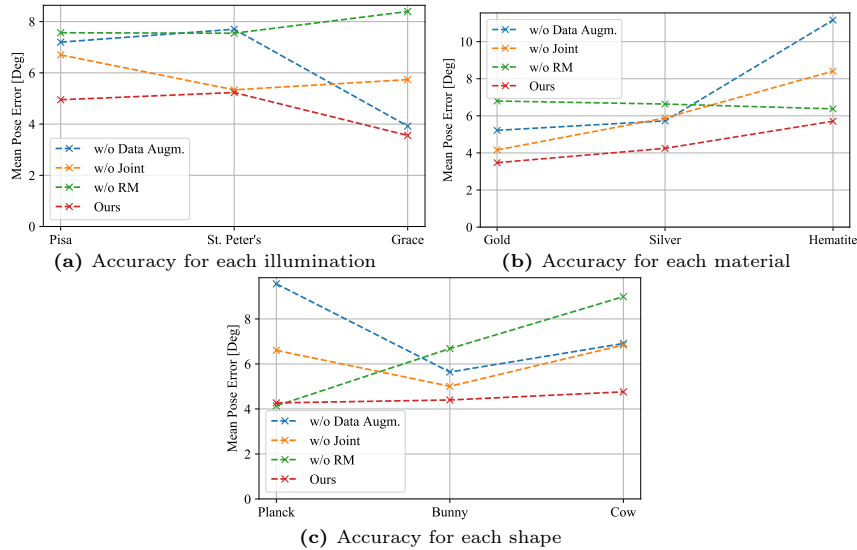 8
6
4
2
0
Mean Pose Error [Deg]
w/o Data Augm.
w/o Joint
w/o RM
Ours
Pisa
St. Peter's
Grace
(a) Accuracy for each illumination
10
8
6
4
2
0
Mean Pose Error [Deg]
w/o Data Augm.
w/o Joint
w/o RM
Ours
Gold
Silver
Hematite
(b) Accuracy for each material
8
6
4
2
0
Mean Pose Error [Deg]
w/o Data Augm.
w/o Joint
w/o RM
Ours
Planck
Bunny
Cow
(c) Accuracy for each shape